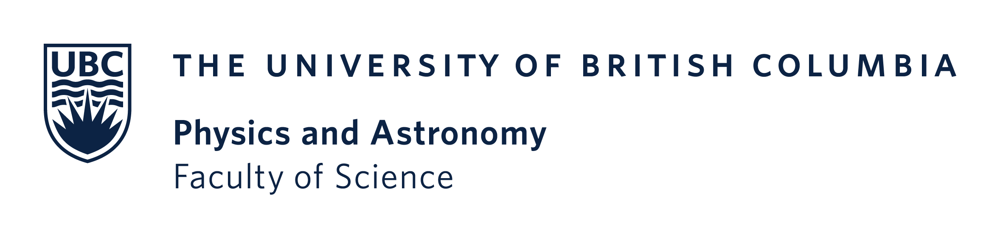 UBC
THE UNIVERSITY OF BRITISH COLUMBIA
Physics and Astronomy
Faculty of Science